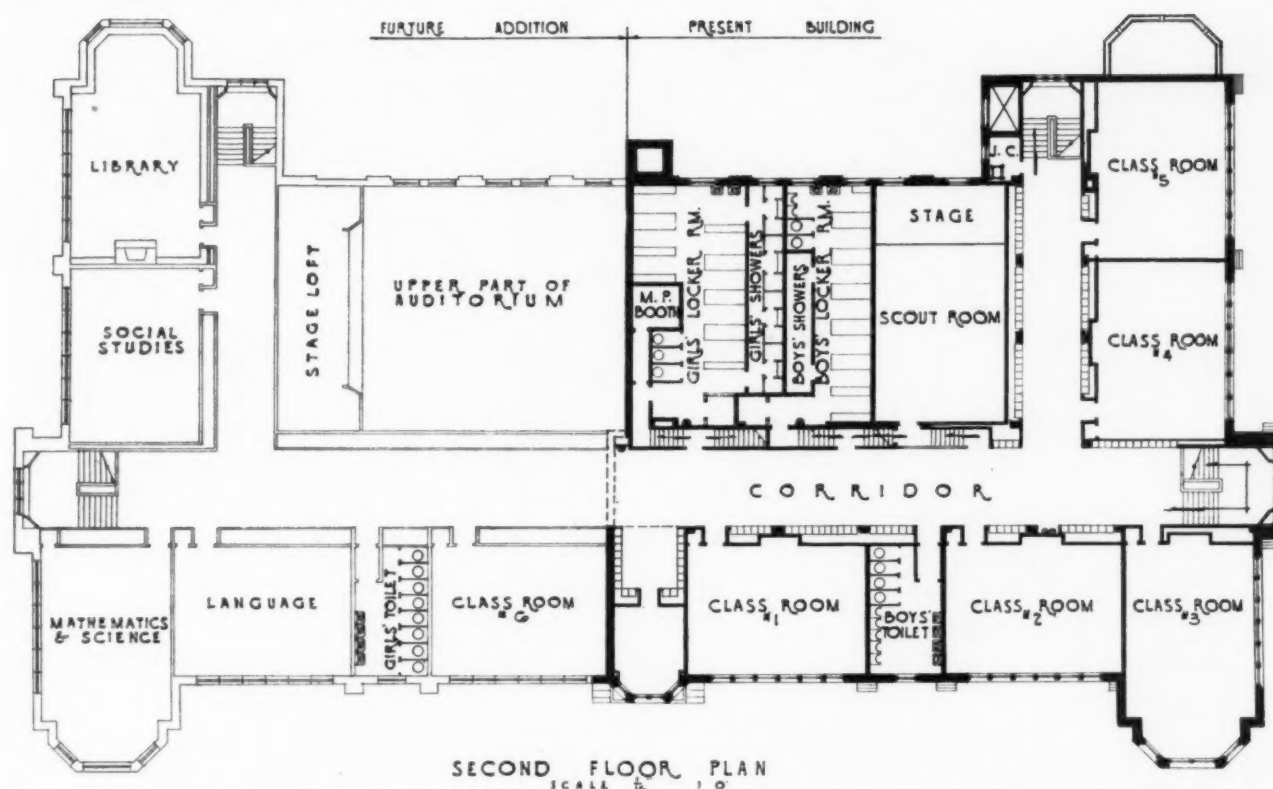 FURTURE ADDITION
PRESENT BUILDING
LIBRARY
SOCIAL
STUDIES
STAGE LOFT
UPPER PART OF
AUDITORIUM
M.P.
BOOTH
GIRLS' LOCKER RM.
GIRLS' SHOWERS
BOYS' SHOWERS
BOYS' LOCKER RM.
STAGE
SCOUT ROOM
J.C.
CLASS ROOM
#5
CLASS ROOM
#4
CORRIDOR
MATHEMATICS
& SCIENCE
LANGUAGE
GIRLS' TOILET
CLASS ROOM
#6
CLASS ROOM
#1
BOYS'
TOILET
CLASS ROOM
#2
CLASS ROOM
#3
SECOND FLOOR PLAN
SCALE